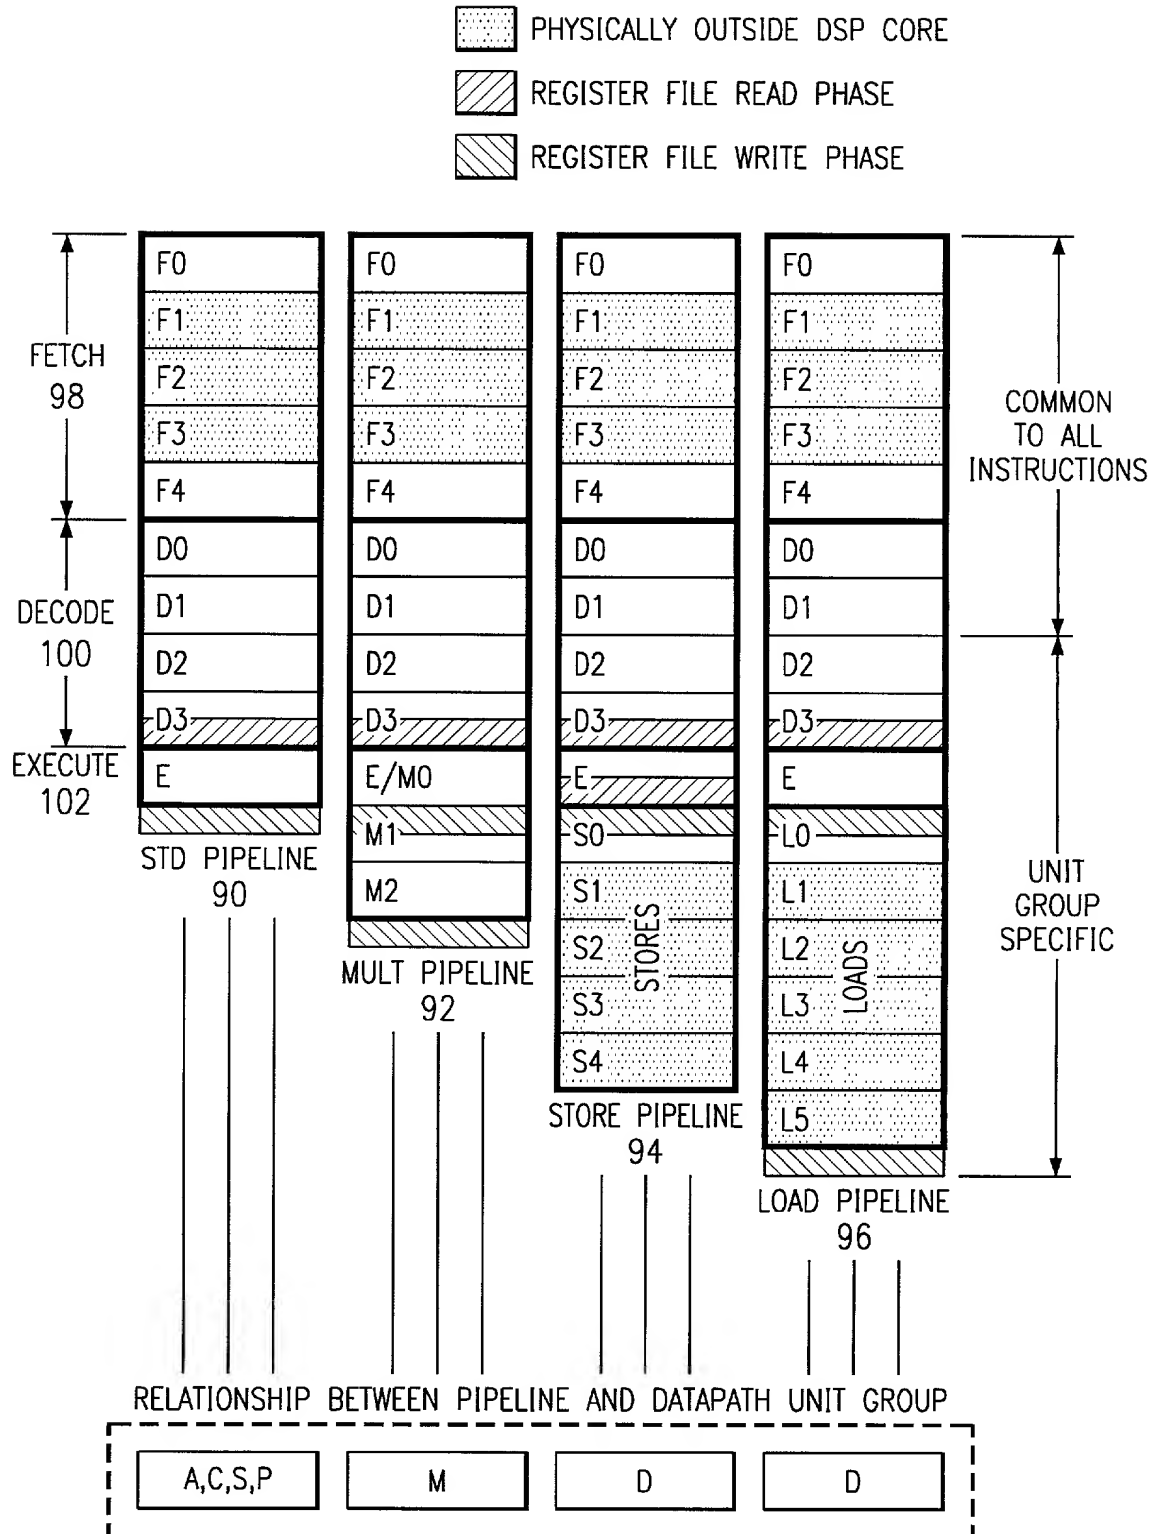 PHYSICALLY OUTSIDE DSP CORE
REGISTER FILE READ PHASE
REGISTER FILE WRITE PHASE
FETCH
98
DECODE
100
EXECUTE
102
F0
F1
F2
F3
F4
D0
D1
D2
D3
E
STD PIPELINE
90
F0
F1
F2
F3
F4
D0
D1
D2
D3
E/M0
M1
M2
MULT PIPELINE
92
F0
F1
F2
F3
F4
D0
D1
D2
D3
E
S0
S1
S2
S3
S4
STORES
STORE PIPELINE
94
F0
F1
F2
F3
F4
D0
D1
D2
D3
E
L0
L1
L2
L3
L4
L5
LOADS
LOAD PIPELINE
96
COMMON
TO ALL
INSTRUCTIONS
UNIT
GROUP
SPECIFIC
RELATIONSHIP BETWEEN PIPELINE AND DATAPATH UNIT GROUP
A,C,S,P
M
D
D